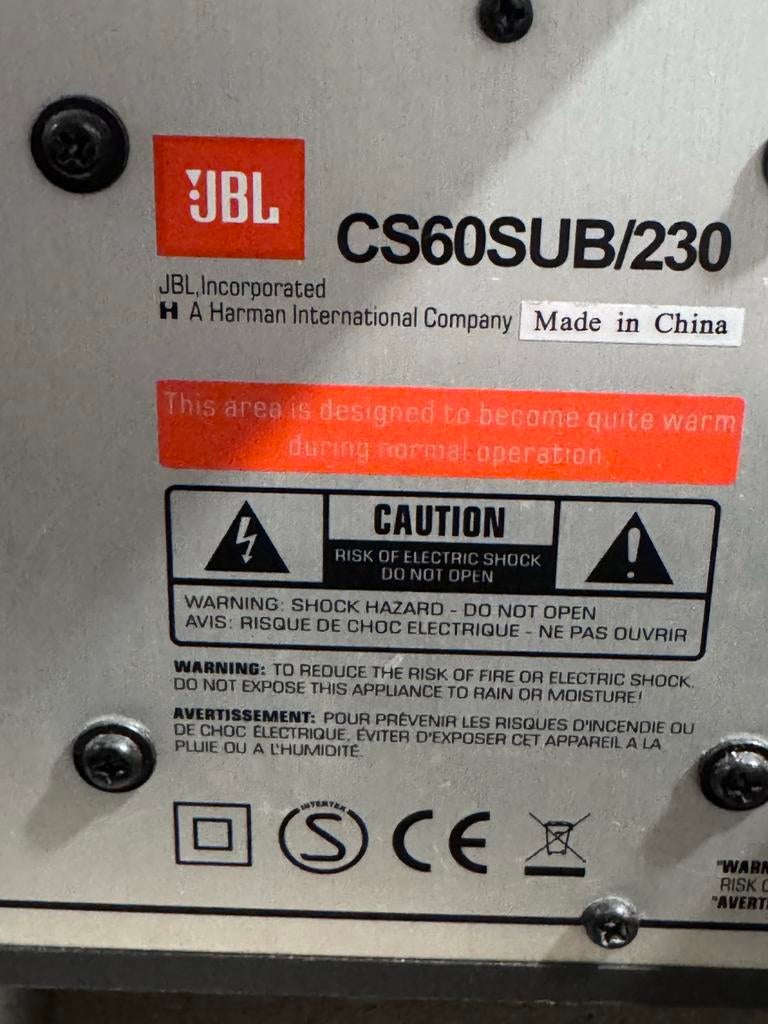 JBL
CS60SUB/230
JBL,Incorporated
H A Harman International Company
Made in China
This area is designed to become quite warm
during normal operation.
CAUTION
RISK OF ELECTRIC SHOCK
DO NOT OPEN
WARNING: SHOCK HAZARD - DO NOT OPEN
AVIS: RISQUE DE CHOC ELECTRIQUE - NE PAS OUVRIR
WARNING: TO REDUCE THE RISK OF FIRE OR ELECTRIC SHOCK,
DO NOT EXPOSE THIS APPLIANCE TO RAIN OR MOISTURE!
AVERTISSEMENT: POUR PRÉVENIR LES RISQUES D'INCENDIE OU
DE CHOC ÉLECTRIQUE, ÉVITER D'EXPOSER CET APPAREIL A LA
PLUIE OU A L'HUMIDITÉ.
INTERTEK
S
CE
"WARN
RISK O
"AVERT